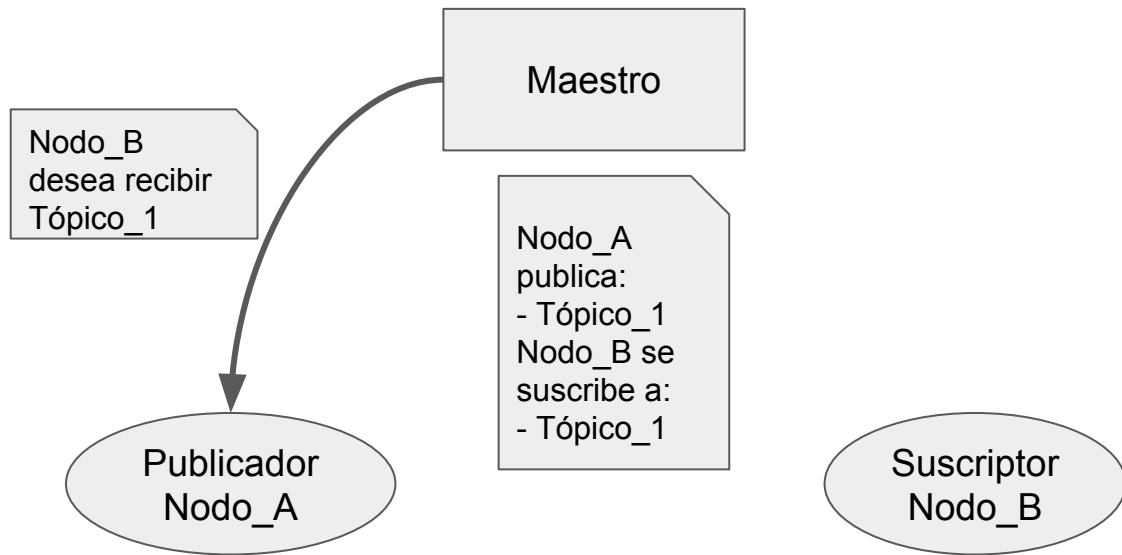 Maestro
Nodo_B
desea recibir
Tópico_1
Nodo_A
publica:
- Tópico_1
Nodo_B se
suscribe a:
- Tópico_1
Publicador
Nodo_A
Suscriptor
Nodo_B